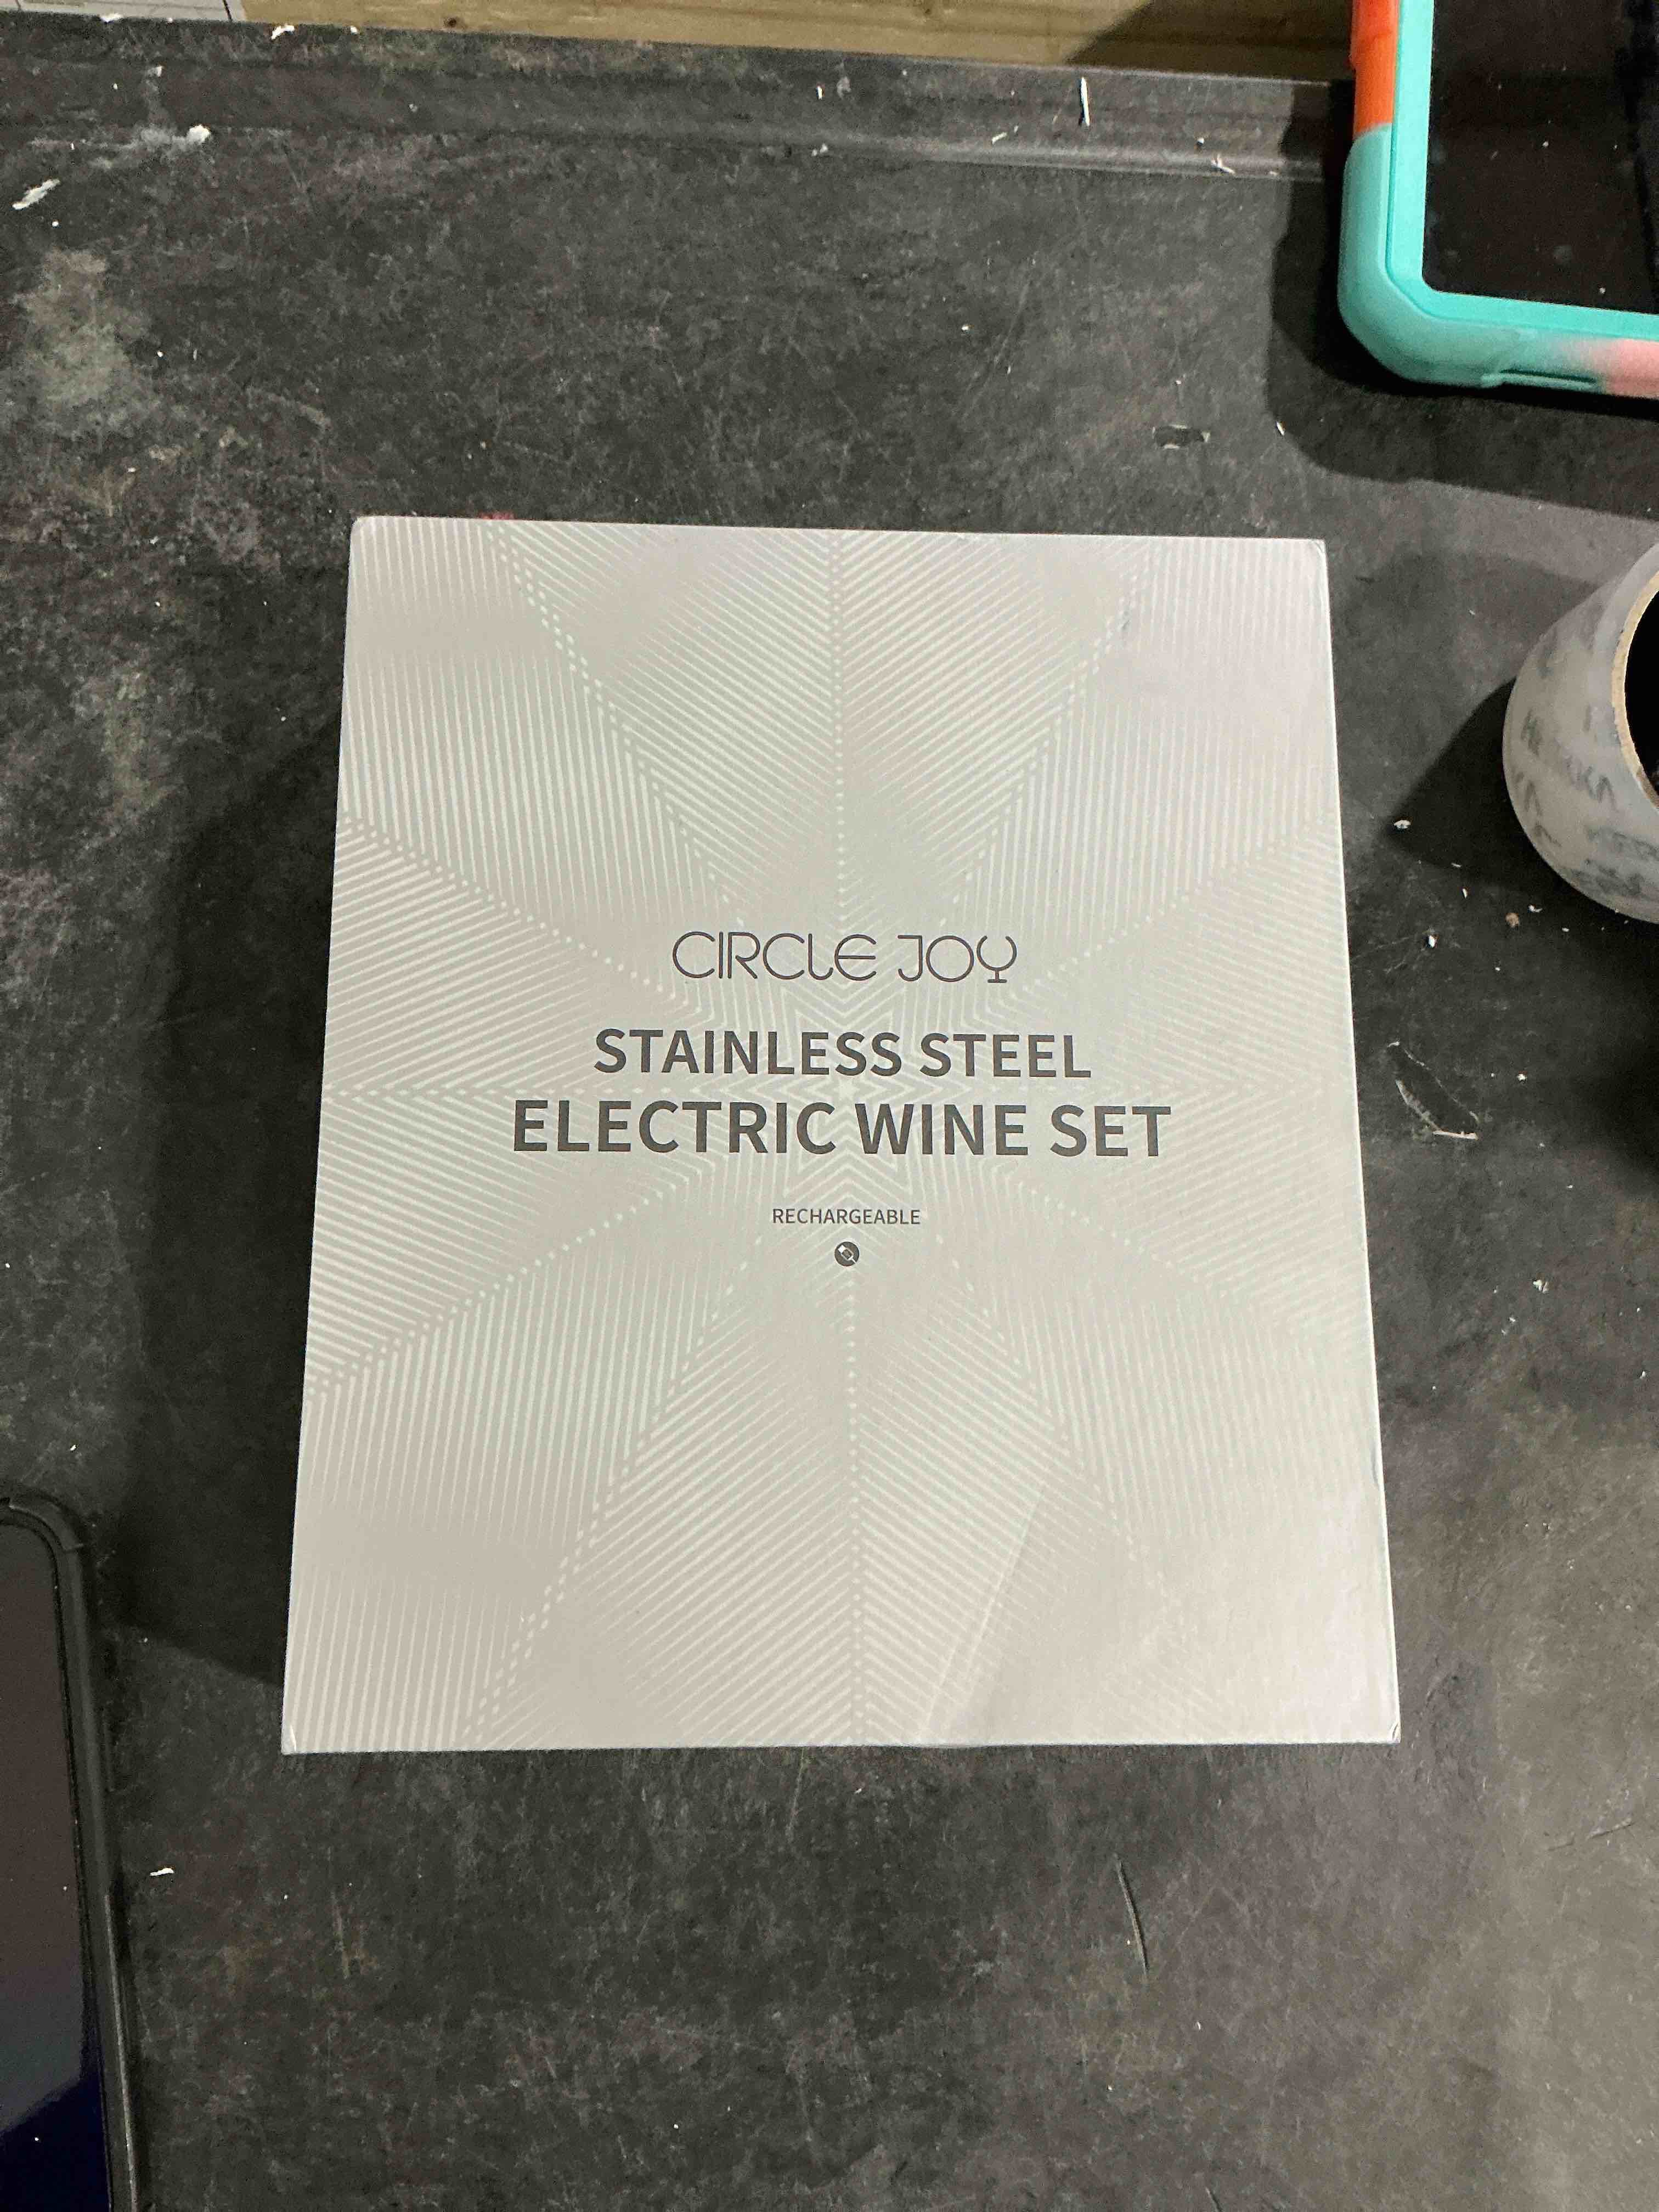 CIRCLE JOY
STAINLESS STEEL
ELECTRIC WINE SET
RECHARGEABLE